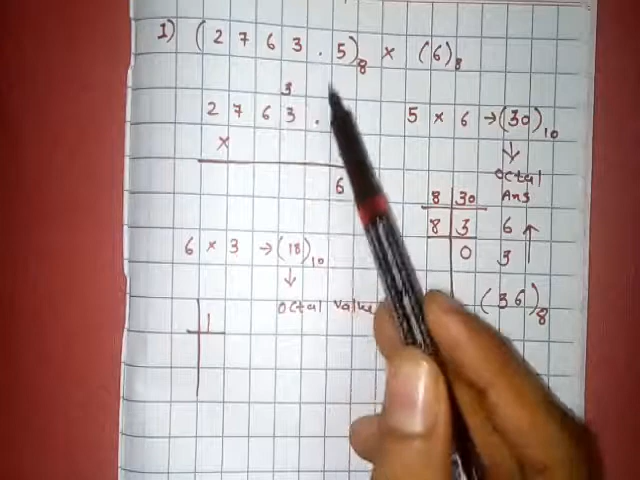 1) ( 2 7 6 3 . 5 )₈ × (6)₈
3
2 7 6 3 .
×
6
5 × 6 → (30)₁₀
↓
Octal
Ans
8 | 30
8 | 3 6 ↑
0 3
(36)₈
6 × 3 → (18)₁₀
↓
Octal Value
1